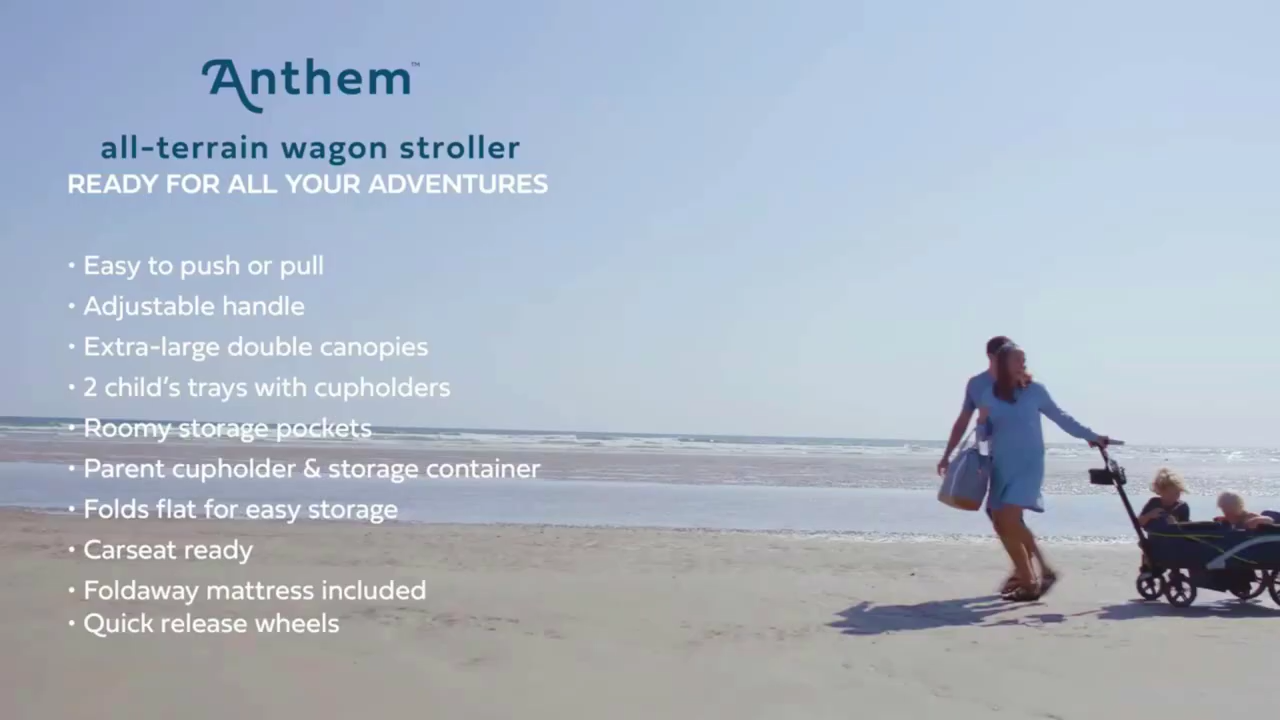 Anthem™
all-terrain wagon stroller
READY FOR ALL YOUR ADVENTURES
• Easy to push or pull
• Adjustable handle
• Extra-large double canopies
• 2 child's trays with cupholders
• Roomy storage pockets
• Parent cupholder & storage container
• Folds flat for easy storage
• Carseat ready
• Foldaway mattress included
• Quick release wheels